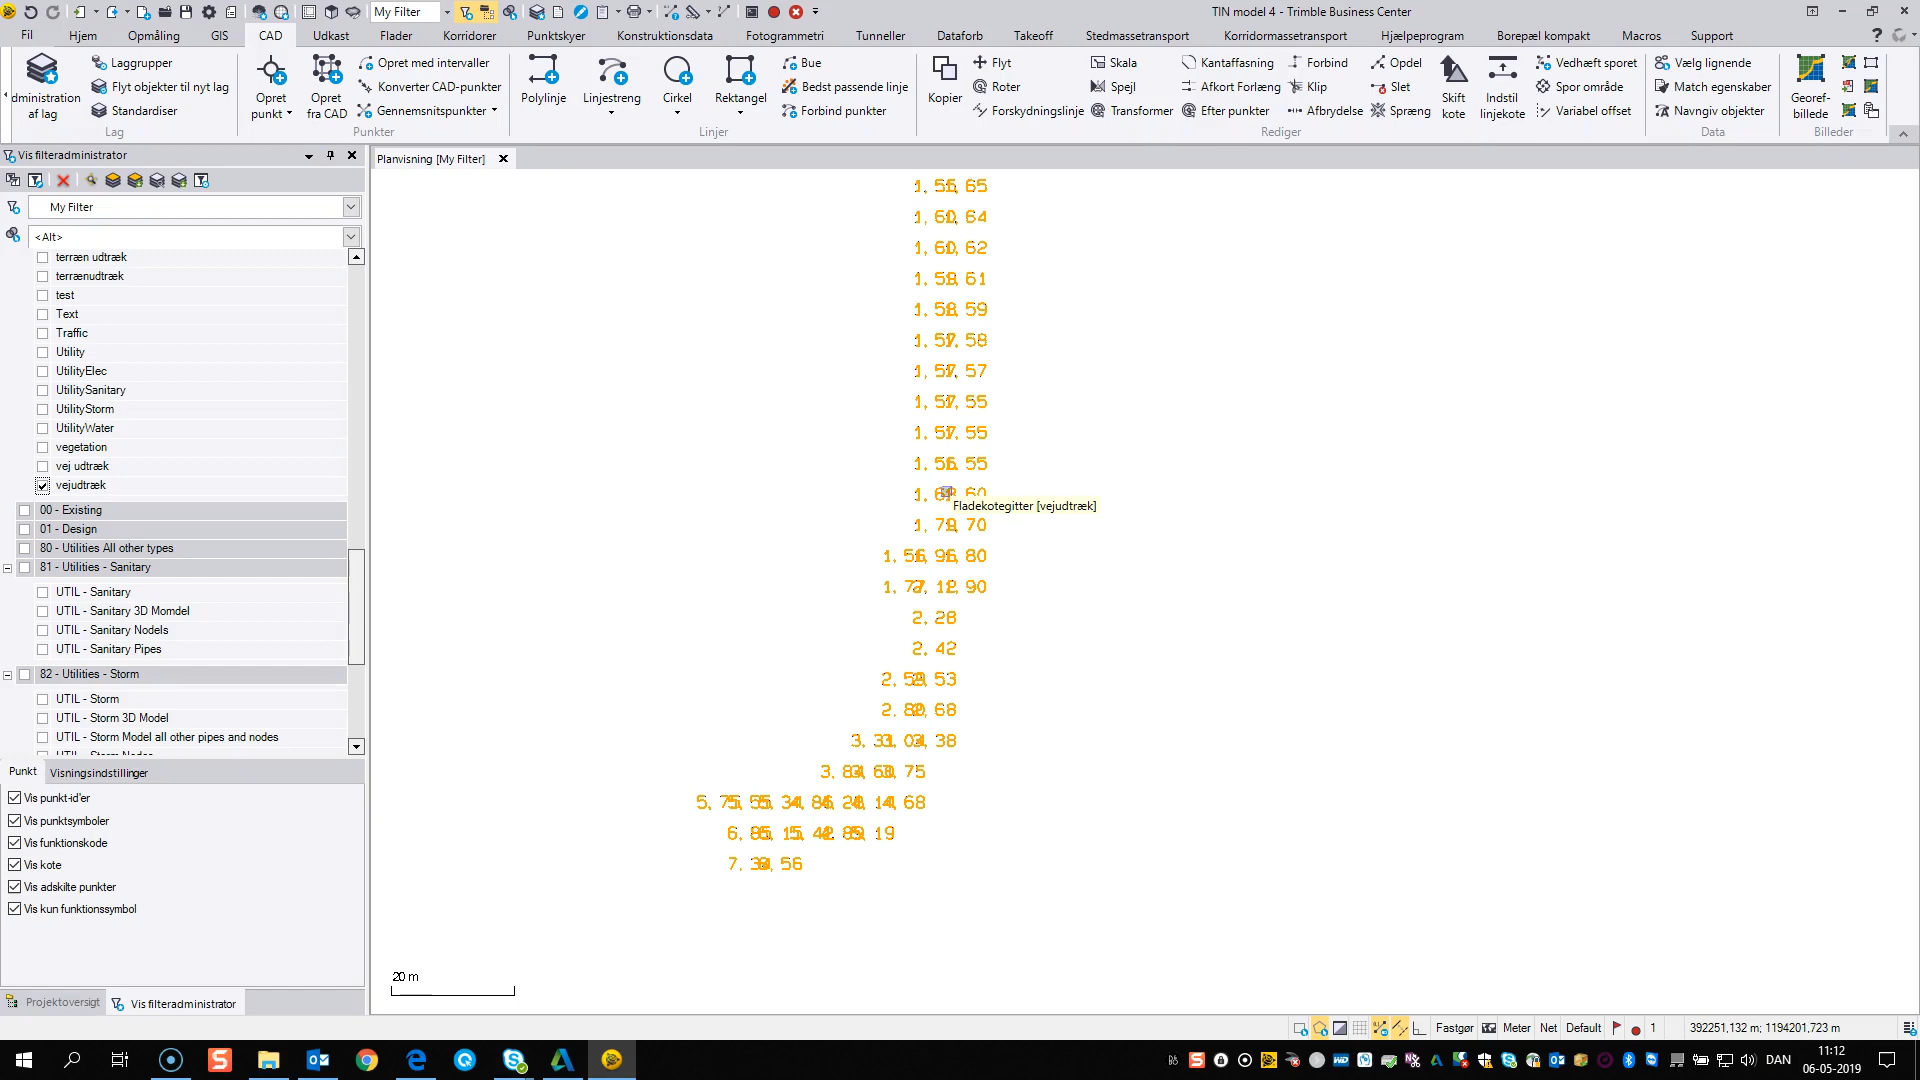 My Filter
TIN model 4 - Trimble Business Center
Fil Hjem Opmåling GIS CAD Udkast Flader Korridorer Punktskyer Konstruktionsdata Fotogrammetri Tunneller Dataforb Takeoff Stedmassetransport Korridormassetransport Hjælpeprogram Macros Borepæl kompakt Support
Laggrupper
Flyt objekter til nyt lag
Standardiser
dministration
af lag
Lag
Opret
punkt
Opret
fra CAD
Opret med intervaller
Konverter CAD-punkter
Gennemsnitspunkter
Punkter
Polylinje
Linjestreng
Cirkel
Rektangel
Bue
Bedst passende linje
Forbind punkter
Linjer
Kopier
Flyt
Roter
Forskydningslinje
Skala
Spejl
Transformer
Kantaffasning
Afkort Forlæng
Efter punkter
Forbind
Klip
Afbrydelse
Opdel
Slet
Spræng
Skift
kote
Indstil
linjekote
Vedhæft sporet
Spor område
Variabel offset
Rediger
Vælg lignende
Match egenskaber
Navngiv objekter
Data
Georef-
billede
Billeder
Vis filteradministrator
My Filter
<Alt>
terræn udtræk
terrænudtræk
test
Text
Traffic
Utility
UtilityElec
UtilitySanitary
UtilityStorm
UtilityWater
vegetation
vej udtræk
vejudtræk
00 - Existing
01 - Design
80 - Utilities All other types
81 - Utilities - Sanitary
UTIL - Sanitary
UTIL - Sanitary 3D Momdel
UTIL - Sanitary Nodels
UTIL - Sanitary Pipes
82 - Utilities - Storm
UTIL - Storm
UTIL - Storm 3D Model
UTIL - Storm Model all other pipes and nodes
Punkt Visningsindstillinger
Vis punkt-id'er
Vis punktsymboler
Vis funktionskode
Vis kote
Vis adskilte punkter
Vis kun funktionssymbol
Projektoversigt Vis filteradministrator
Planvisning [My Filter]
Fladekotegitter [vejudtræk]
2, 28
2, 42
20 m
Fastgør Meter Net Default 1 392251,132 m; 1194201,723 m
DAN
11:12
06-05-2019